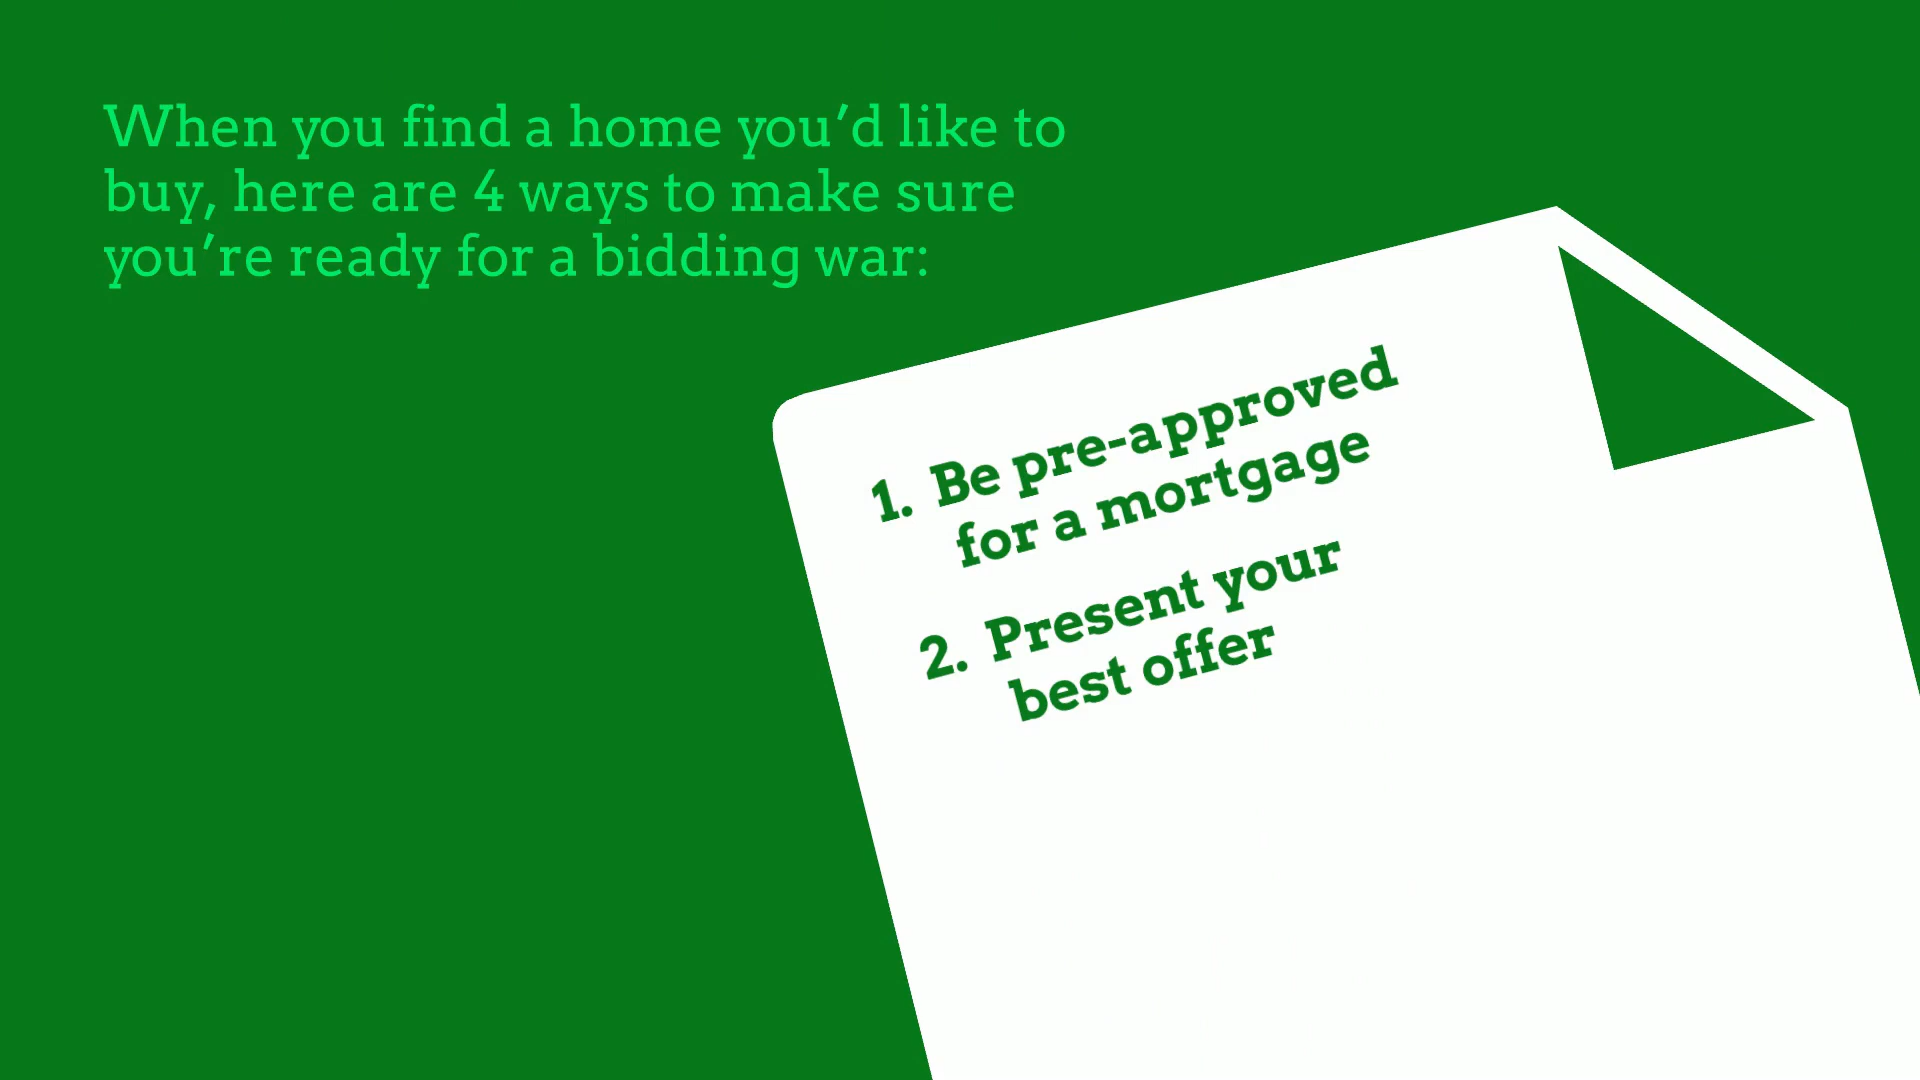 When you find a home you’d like to
buy, here are 4 ways to make sure
you’re ready for a bidding war:
1. Be pre-approved
for a mortgage
2. Present your
best offer